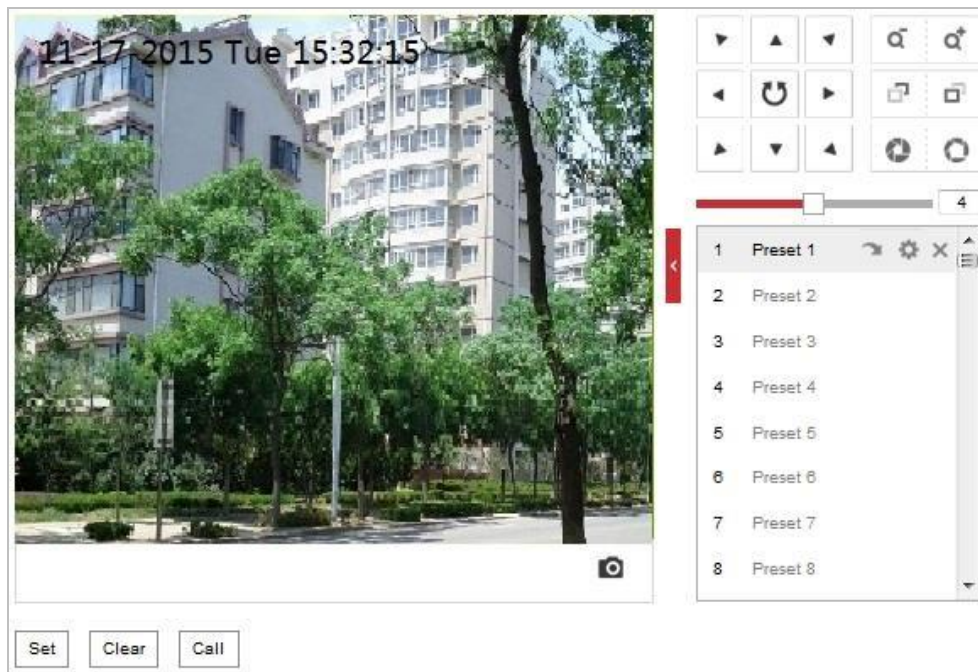 11-17-2015 Tue 15:32:15
4
1 Preset 1
2 Preset 2
3 Preset 3
4 Preset 4
5 Preset 5
6 Preset 6
7 Preset 7
8 Preset 8
Set Clear Call